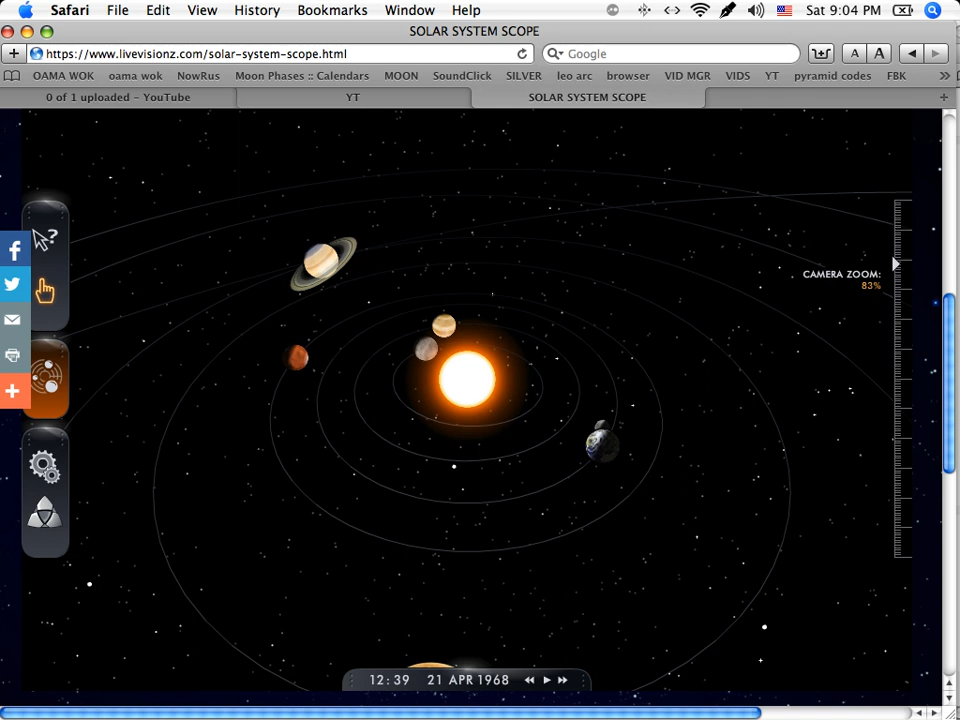 Safari File Edit View History Bookmarks Window Help Sat 9:04 PM
SOLAR SYSTEM SCOPE
https://www.livevisionz.com/solar-system-scope.html Google A A
OAMA WOK oama wok NowRus Moon Phases :: Calendars MOON SoundClick SILVER leo arc browser VID MGR VIDS YT pyramid codes FBK
0 of 1 uploaded – YouTube YT SOLAR SYSTEM SCOPE
CAMERA ZOOM:
83%
12:39 21 APR 1968